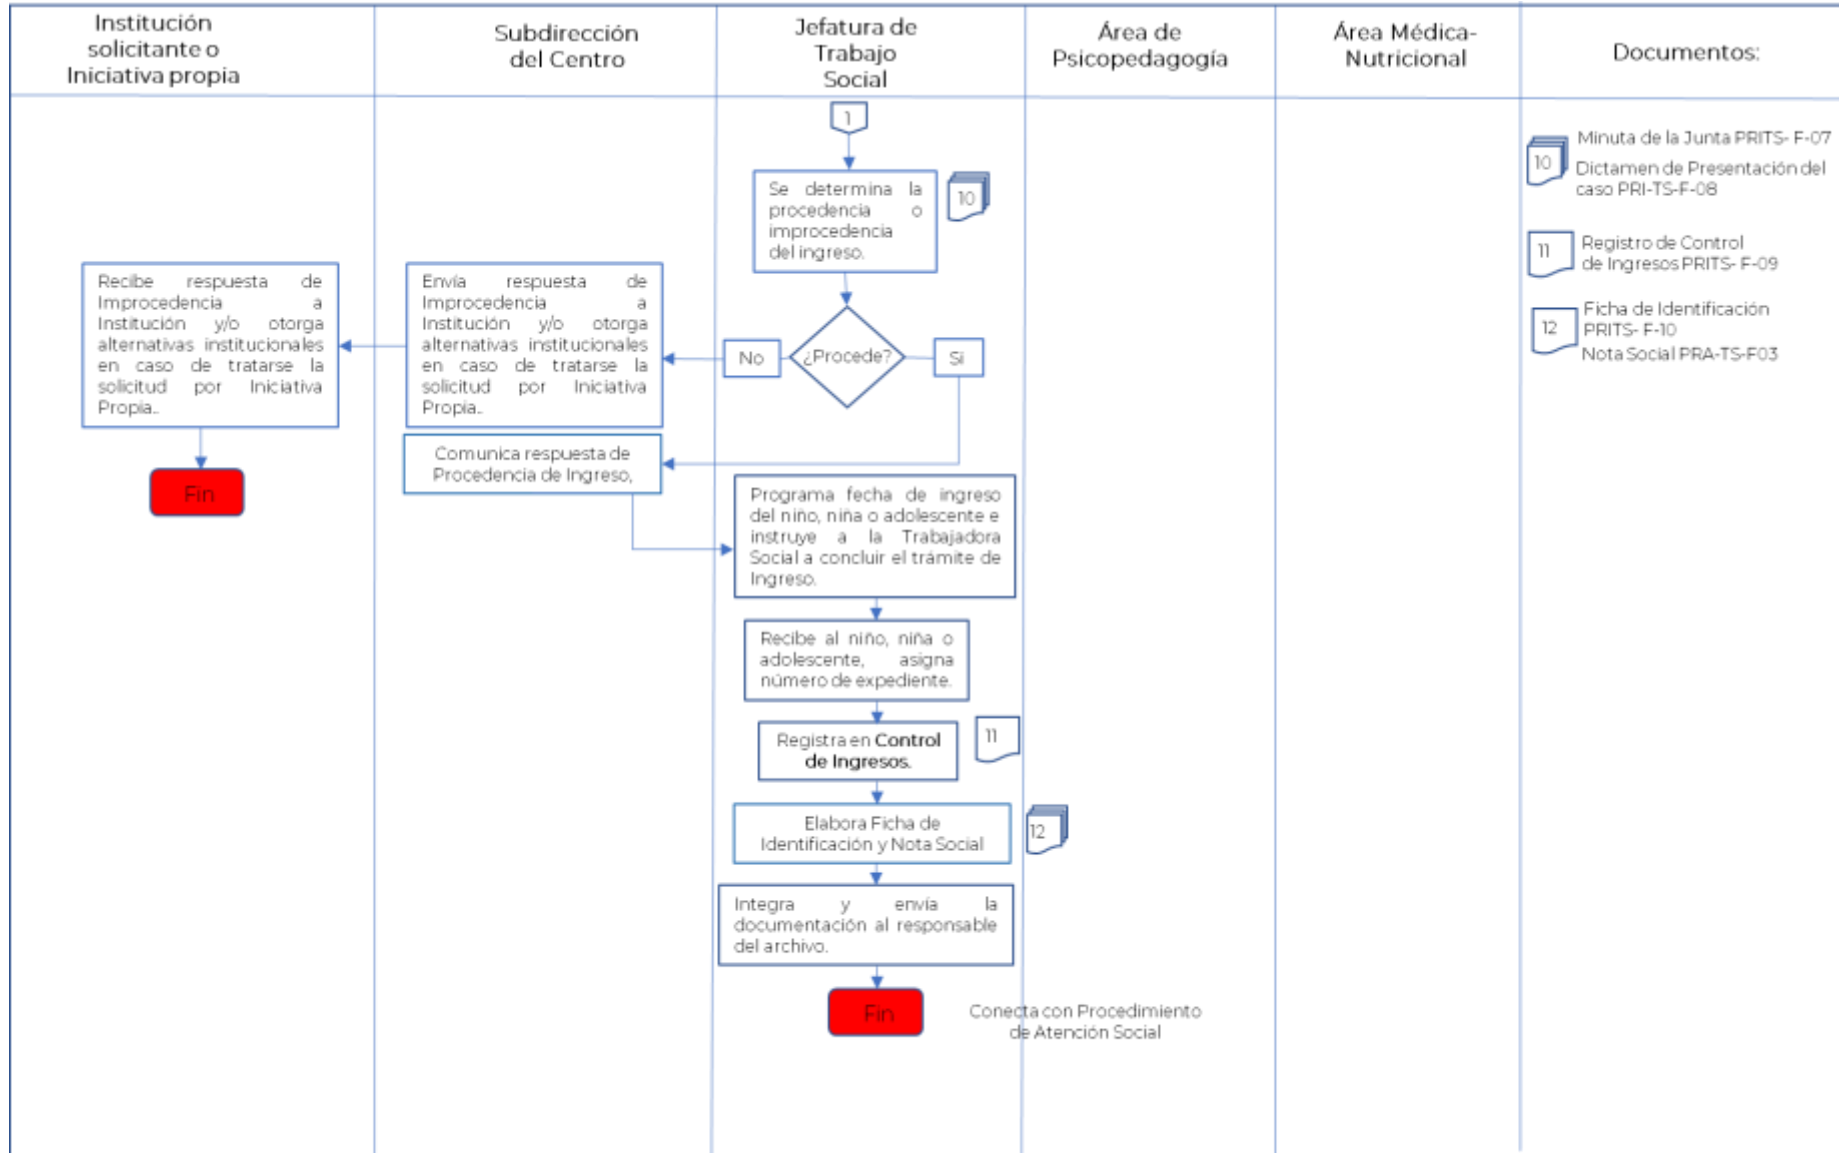 Institución
solicitante o
Iniciativa propia
Subdirección
del Centro
Jefatura de
Trabajo
Social
Área de
Psicopedagogía
Área Médica-
Nutricional
Documentos:
1
Se determina la
procedencia o
improcedencia
del ingreso.
10
¿Procede?
No
Si
Envía respuesta de
Improcedencia a
Institución y/o otorga
alternativas institucionales
en caso de tratarse la
solicitud por Iniciativa
Propia..
Recibe respuesta de
Improcedencia a
Institución y/o otorga
alternativas institucionales
en caso de tratarse la
solicitud por Iniciativa
Propia..
Fin
Comunica respuesta de
Procedencia de Ingreso,
Programa fecha de ingreso
del niño, niña o adolescente e
instruye a la Trabajadora
Social a concluir el trámite de
Ingreso.
Recibe al niño, niña o
adolescente, asigna
número de expediente.
Registra en Control
de Ingresos.
11
Elabora Ficha de
Identificación y Nota Social
12
Integra y envía la
documentación al responsable
del archivo.
Fin
Conecta con Procedimiento
de Atención Social
10
Minuta de la Junta PRITS- F-07
Dictamen de Presentación del
caso PRI-TS-F-08
11
Registro de Control
de Ingresos PRITS- F-09
12
Ficha de Identificación
PRITS- F-10
Nota Social PRA-TS-F03